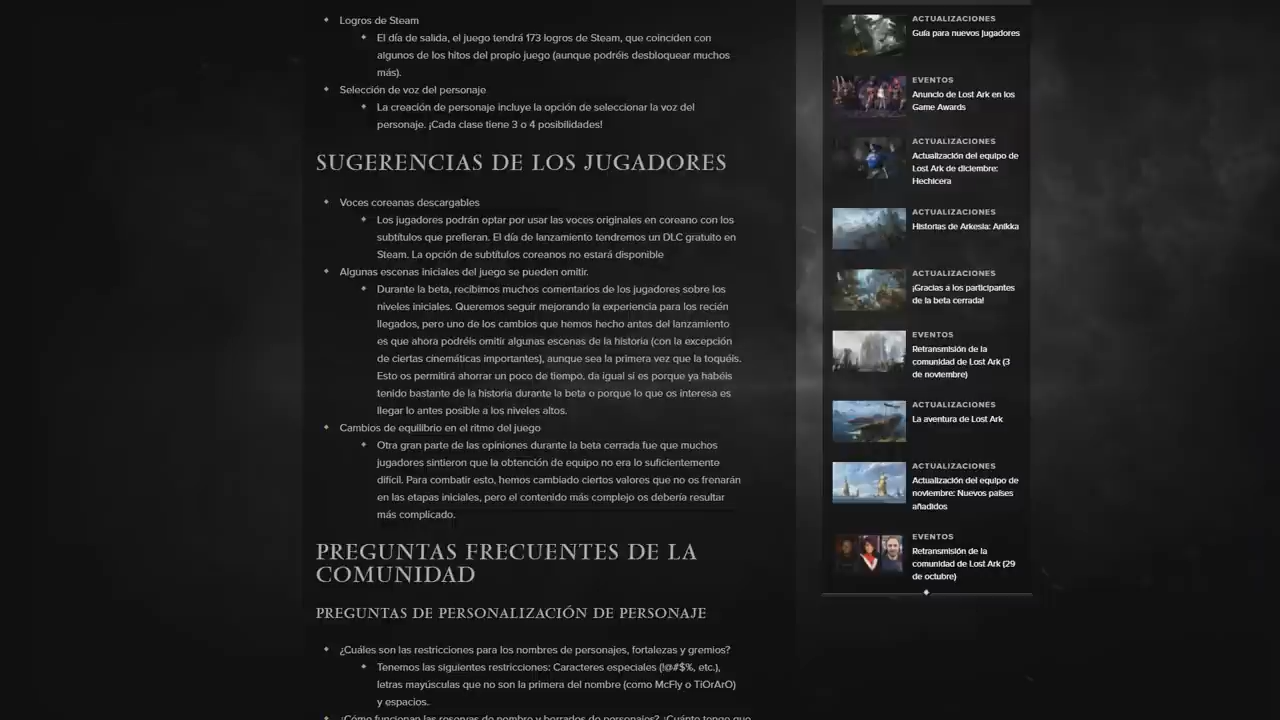 Logros de Steam
El día de salida, el juego tendrá 173 logros de Steam, que coinciden con
algunos de los hitos del propio juego (aunque podréis desbloquear muchos
más).
Selección de voz del personaje
La creación de personaje incluye la opción de seleccionar la voz del
personaje. ¡Cada clase tiene 3 o 4 posibilidades!
SUGERENCIAS DE LOS JUGADORES
Voces coreanas descargables
Los jugadores podrán optar por usar las voces originales en coreano con los
subtítulos que prefieran. El día de lanzamiento tendremos un DLC gratuito en
Steam. La opción de subtítulos coreanos no estará disponible
Algunas escenas iniciales del juego se pueden omitir.
Durante la beta, recibimos muchos comentarios de los jugadores sobre los
niveles iniciales. Queremos seguir mejorando la experiencia para los recién
llegados, pero uno de los cambios que hemos hecho antes del lanzamiento
es que ahora podréis omitir algunas escenas de la historia (con la excepción
de ciertas cinemáticas importantes), aunque sea la primera vez que la toquéis.
Esto os permitirá ahorrar un poco de tiempo, da igual si es porque ya habéis
tenido bastante de la historia durante la beta o porque lo que os interesa es
llegar lo antes posible a los niveles altos.
Cambios de equilibrio en el ritmo del juego
Otra gran parte de las opiniones durante la beta cerrada fue que muchos
jugadores sintieron que la obtención de equipo no era lo suficientemente
difícil. Para combatir esto, hemos cambiado ciertos valores que no os frenarán
en las etapas iniciales, pero el contenido más complejo os debería resultar
más complicado.
PREGUNTAS FRECUENTES DE LA
COMUNIDAD
PREGUNTAS DE PERSONALIZACIÓN DE PERSONAJE
¿Cuáles son las restricciones para los nombres de personajes, fortalezas y gremios?
Tenemos las siguientes restricciones: Caracteres especiales (!@#$%, etc.),
letras mayúsculas que no son la primera del nombre (como McFly o TiOrArO)
y espacios.
¿Cómo funcionan las reservas de nombre y borrados de personajes? ¿Cuánto tengo que
ACTUALIZACIONES
Guía para nuevos jugadores
EVENTOS
Anuncio de Lost Ark en los
Game Awards
ACTUALIZACIONES
Actualización del equipo de
Lost Ark de diciembre:
Hechicera
ACTUALIZACIONES
Historias de Arkesia: Anikka
ACTUALIZACIONES
¡Gracias a los participantes
de la beta cerrada!
EVENTOS
Retransmisión de la
comunidad de Lost Ark (3
de noviembre)
ACTUALIZACIONES
La aventura de Lost Ark
ACTUALIZACIONES
Actualización del equipo de
noviembre: Nuevos países
añadidos
EVENTOS
Retransmisión de la
comunidad de Lost Ark (29
de octubre)